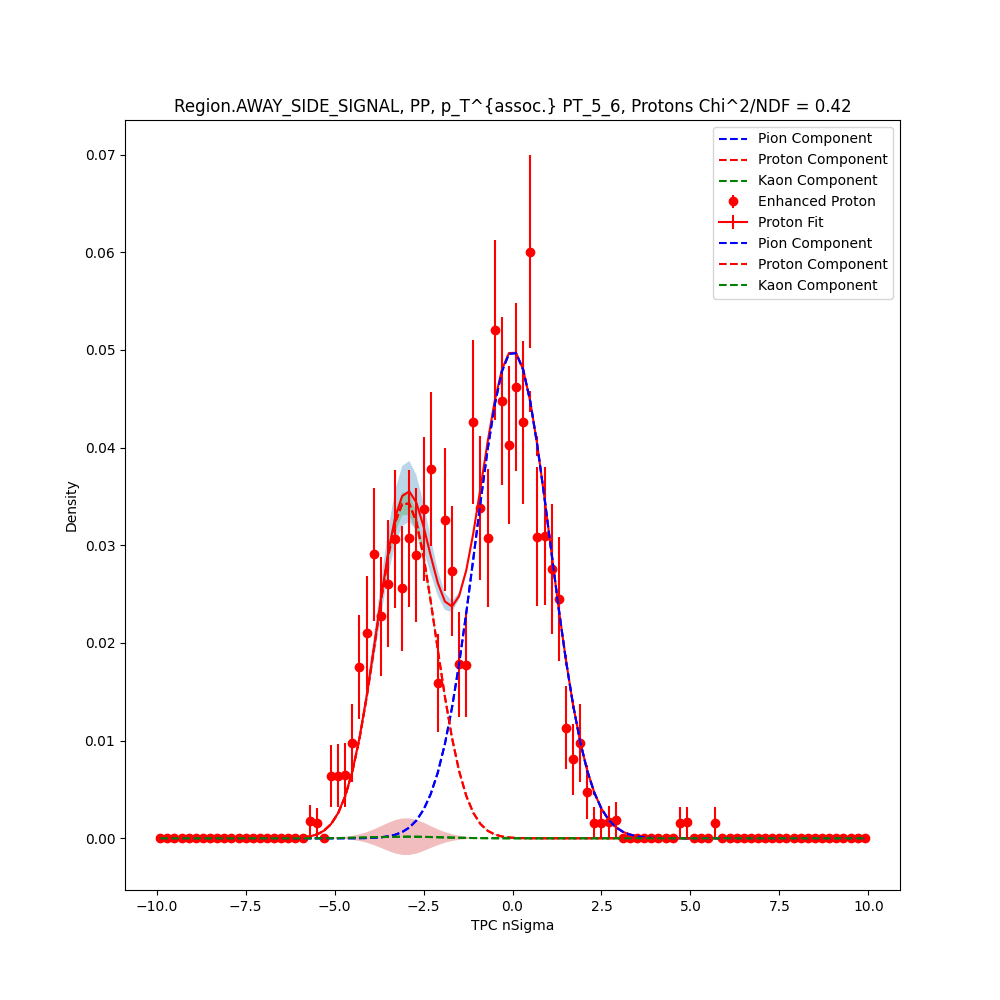 Region.AWAY_SIDE_SIGNAL, PP, p_T^{assoc.} PT_5_6, Protons Chi^2/NDF = 0.42
Pion Component
Proton Component
Kaon Component
Enhanced Proton
Proton Fit
Pion Component
Proton Component
Kaon Component
0.07
0.06
0.05
0.04
0.03
0.02
0.01
0.00
Density
−10.0 −7.5 −5.0 −2.5 0.0 2.5 5.0 7.5 10.0
TPC nSigma